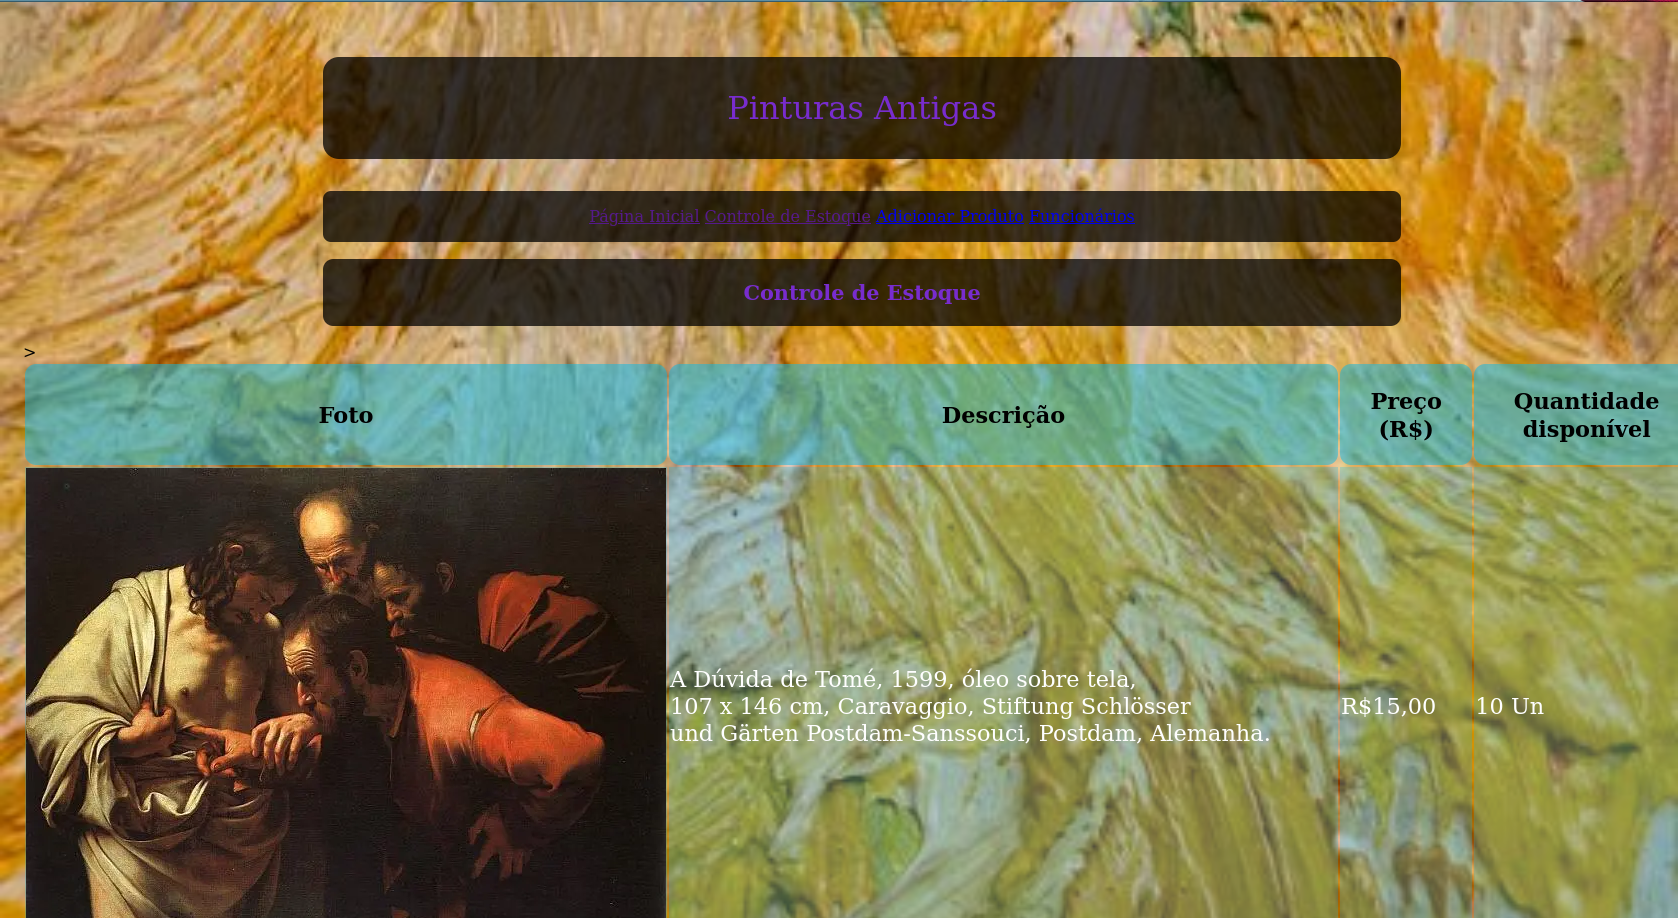 Pinturas Antigas
Página Inicial Controle de Estoque Adicionar Produto Funcionários
Controle de Estoque
>
Foto Descrição Preço (R$) Quantidade disponível
A Dúvida de Tomé, 1599, óleo sobre tela,
107 x 146 cm, Caravaggio, Stiftung Schlösser
und Gärten Postdam-Sanssouci, Postdam, Alemanha.
R$15,00
10 Un